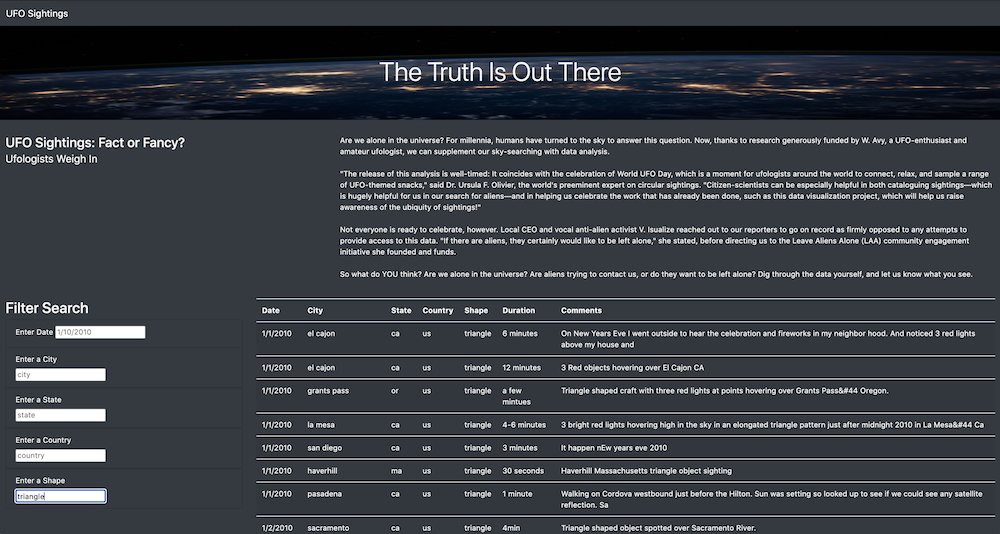 UFO Sightings
The Truth Is Out There
UFO Sightings: Fact or Fancy?
Ufologists Weigh In
Are we alone in the universe? For millennia, humans have turned to the sky to answer this question. Now, thanks to research generously funded by W. Avy, a UFO-enthusiast and
amateur ufologist, we can supplement our sky-searching with data analysis.
"The release of this analysis is well-timed: It coincides with the celebration of World UFO Day, which is a moment for ufologists around the world to connect, relax, and sample a range
of UFO-themed snacks," said Dr. Ursula F. Olivier, the world's preeminent expert on circular sightings. "Citizen-scientists can be especially helpful in both cataloguing sightings—which
is hugely helpful for us in our search for aliens—and in helping us celebrate the work that has already been done, such as this data visualization project, which will help us raise
awareness of the ubiquity of sightings!"
Not everyone is ready to celebrate, however. Local CEO and vocal anti-alien activist V. Isualize reached out to our reporters to go on record as firmly opposed to any attempts to
provide access to this data. "If there are aliens, they certainly would like to be left alone," she stated, before directing us to the Leave Aliens Alone (LAA) community engagement
initiative she founded and funds.
So what do YOU think? Are we alone in the universe? Are aliens trying to contact us, or do they want to be left alone? Dig through the data yourself, and let us know what you see.
Filter Search
Enter Date 1/10/2010
Enter a City
city
Enter a State
state
Enter a Country
country
Enter a Shape
triangle
Date City State Country Shape Duration Comments
1/1/2010 el cajon ca us triangle 6 minutes On New Years Eve I went outside to hear the celebration and fireworks in my neighbor hood. And noticed 3 red lights
above my house and
1/1/2010 el cajon ca us triangle 12 minutes 3 Red objects hovering over El Cajon CA
1/1/2010 grants pass or us triangle a few Triangle shaped craft with three red lights at points hovering over Grants Pass&#44 Oregon.
mintues
1/1/2010 la mesa ca us triangle 4-6 minutes 3 bright red lights hovering high in the sky in an elongated triangle pattern just after midnight 2010 in La Mesa&#44 Ca
1/1/2010 san diego ca us triangle 3 minutes It happen nEw years eve 2010
1/1/2010 haverhill ma us triangle 30 seconds Haverhill Massachusetts triangle object sighting
1/1/2010 pasadena ca us triangle 1 minute Walking on Cordova westbound just before the Hilton. Sun was setting so looked up to see if we could see any satellite
reflection. Sa
1/2/2010 sacramento ca us triangle 4min Triangle shaped object spotted over Sacramento River.